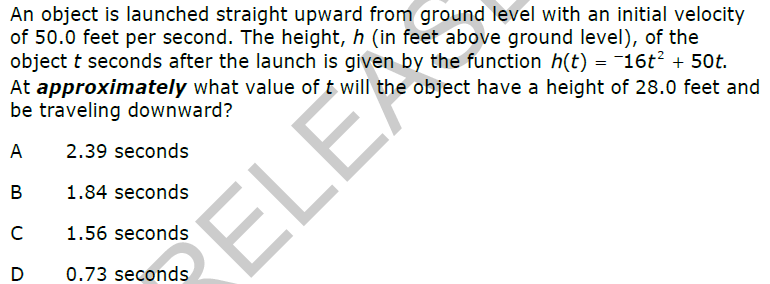 An object is launched straight upward from ground level with an initial velocity
of 50.0 feet per second. The height, h (in feet above ground level), of the
object t seconds after the launch is given by the function h(t) = ⁻16t² + 50t.
At approximately what value of t will the object have a height of 28.0 feet and
be traveling downward?
A 2.39 seconds
B 1.84 seconds
C 1.56 seconds
D 0.73 seconds
RELEAS